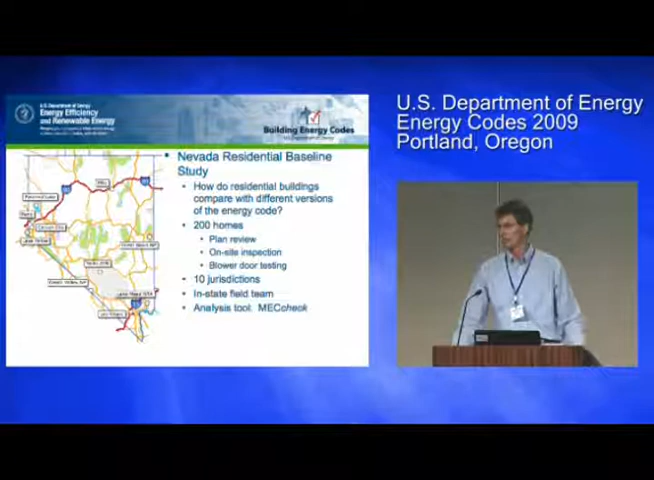 U.S. Department of Energy
Energy Efficiency
and Renewable Energy
Building Energy Codes
U.S. Department of Energy
Energy Codes 2009
Portland, Oregon
Nevada Residential Baseline
Study
How do residential buildings
compare with different versions
of the energy code?
200 homes
Plan review
On-site inspection
Blower door testing
10 jurisdictions
In-state field team
Analysis tool: MECcheck